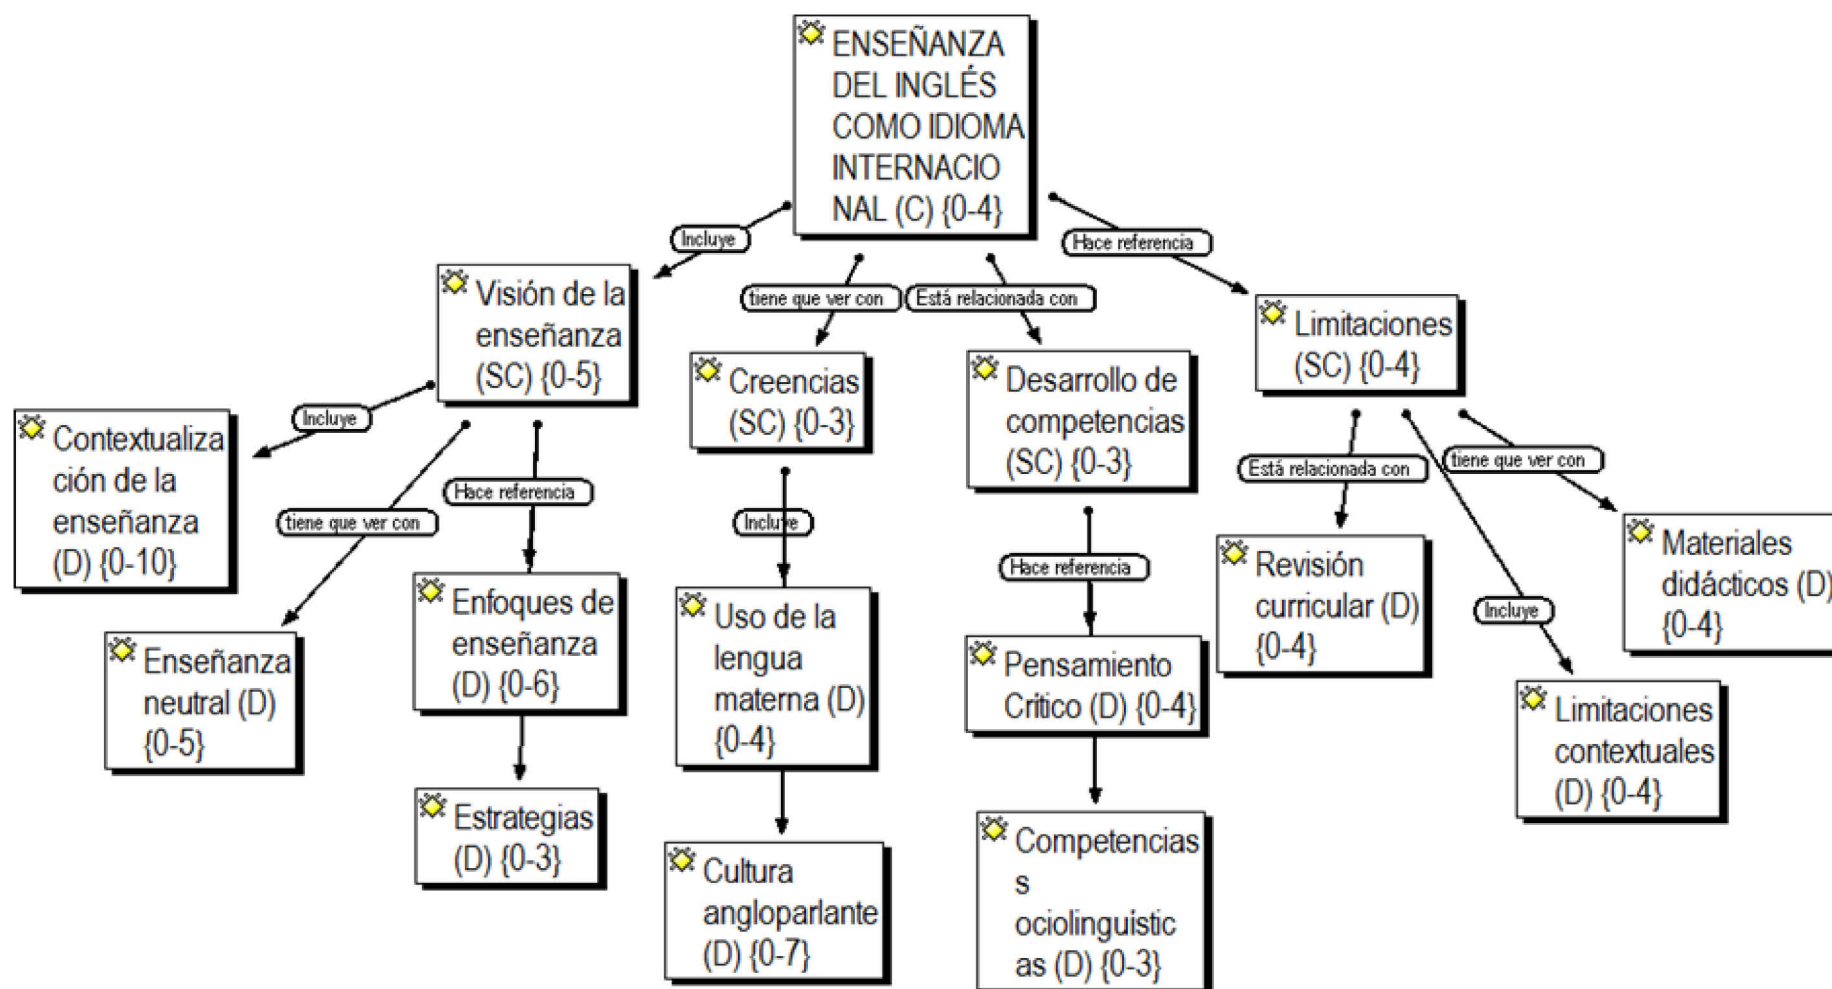 ENSEÑANZA
DEL INGLÉS
COMO IDIOMA
INTERNACIO
NAL (C) {0-4}
Incluye
tiene que ver con
Está relacionada con
Hace referencia
Visión de la
enseñanza
(SC) {0-5}
Creencias
(SC) {0-3}
Desarrollo de
competencias
(SC) {0-3}
Limitaciones
(SC) {0-4}
Incluye
tiene que ver con
Hace referencia
Incluye
Hace referencia
Está relacionada con
Incluye
tiene que ver con
Contextualiza
ción de la
enseñanza
(D) {0-10}
Enseñanza
neutral (D)
{0-5}
Enfoques de
enseñanza
(D) {0-6}
Estrategias
(D) {0-3}
Uso de la
lengua
materna (D)
{0-4}
Cultura
angloparlante
(D) {0-7}
Pensamiento
Crítico (D) {0-4}
Competencias
s
ociolinguístic
as (D) {0-3}
Revisión
curricular (D)
{0-4}
Limitaciones
contextuales
(D) {0-4}
Materiales
didácticos (D)
{0-4}